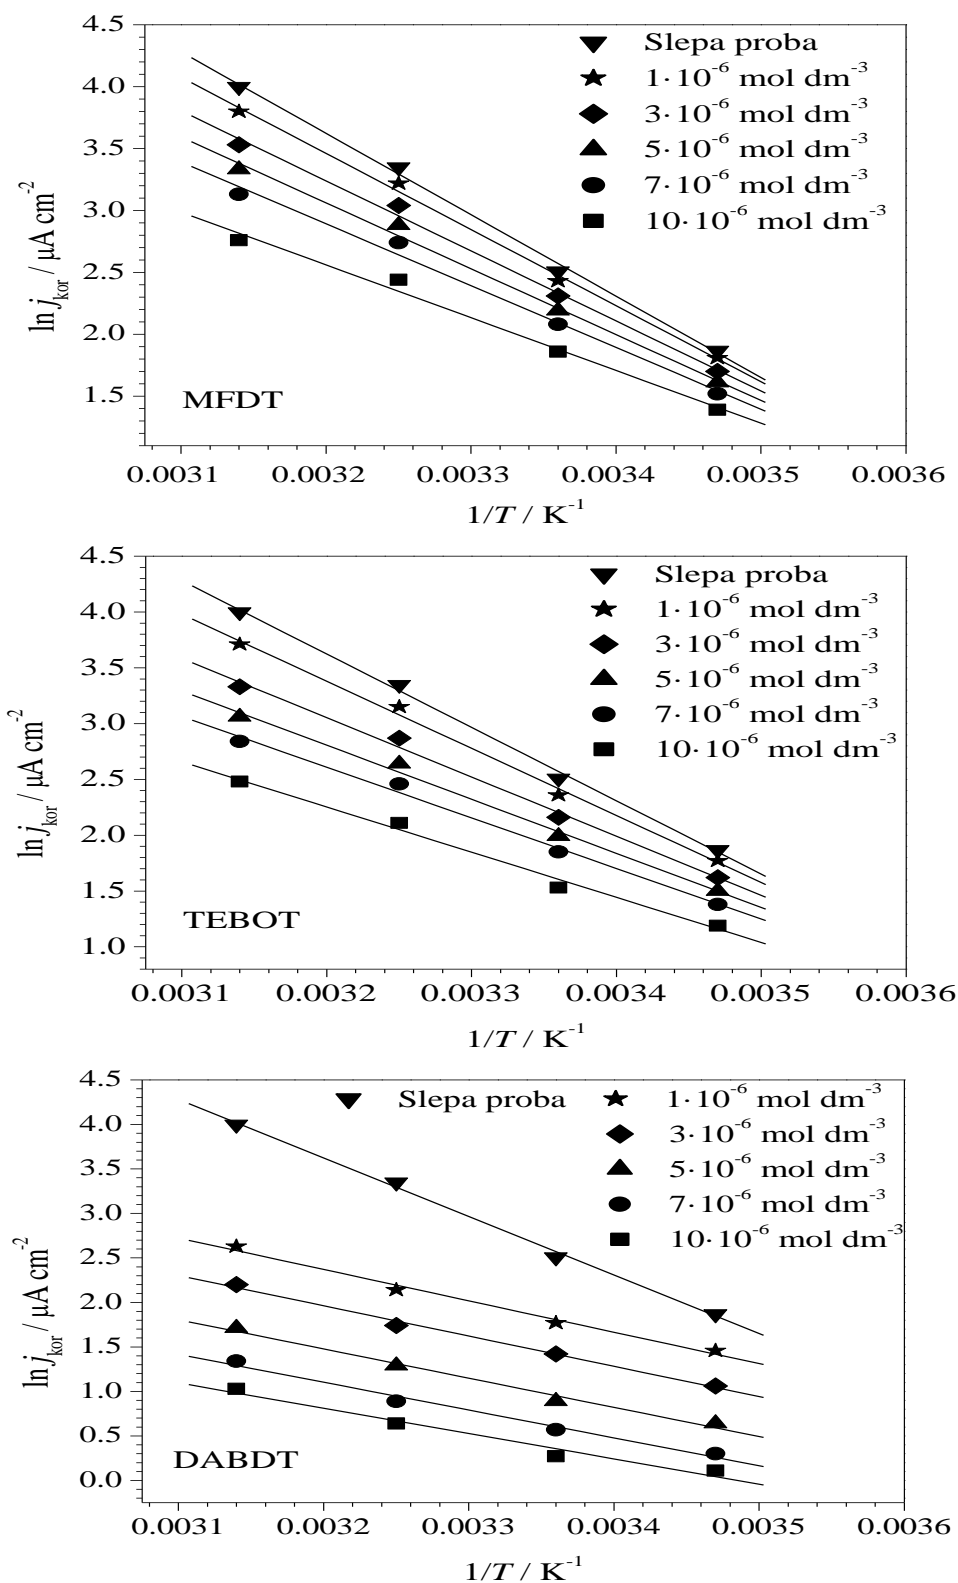 4.5
Slepa proba
4.0
1·10⁻⁶ mol dm⁻³
3·10⁻⁶ mol dm⁻³
3.5
5·10⁻⁶ mol dm⁻³
3.0
7·10⁻⁶ mol dm⁻³
10·10⁻⁶ mol dm⁻³
2.5
2.0
1.5
ln j_kor / μA cm⁻²
MFDT
0.0031 0.0032 0.0033 0.0034 0.0035 0.0036
1/T / K⁻¹
4.5
Slepa proba
4.0
1·10⁻⁶ mol dm⁻³
3·10⁻⁶ mol dm⁻³
3.5
5·10⁻⁶ mol dm⁻³
3.0
7·10⁻⁶ mol dm⁻³
10·10⁻⁶ mol dm⁻³
2.5
2.0
1.5
1.0
ln j_kor / μA cm⁻²
TEBOT
0.0031 0.0032 0.0033 0.0034 0.0035 0.0036
1/T / K⁻¹
4.5
Slepa proba 1·10⁻⁶ mol dm⁻³
4.0
3·10⁻⁶ mol dm⁻³
3.5
5·10⁻⁶ mol dm⁻³
3.0
7·10⁻⁶ mol dm⁻³
2.5
10·10⁻⁶ mol dm⁻³
2.0
1.5
1.0
0.5
0.0
ln j_kor / μA cm⁻²
DABDT
0.0031 0.0032 0.0033 0.0034 0.0035 0.0036
1/T / K⁻¹